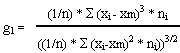 g₁ = (1/n) * Σ (xi - xm)³ * ni
((1/n) * Σ (xi-xm)² * ni))³/²